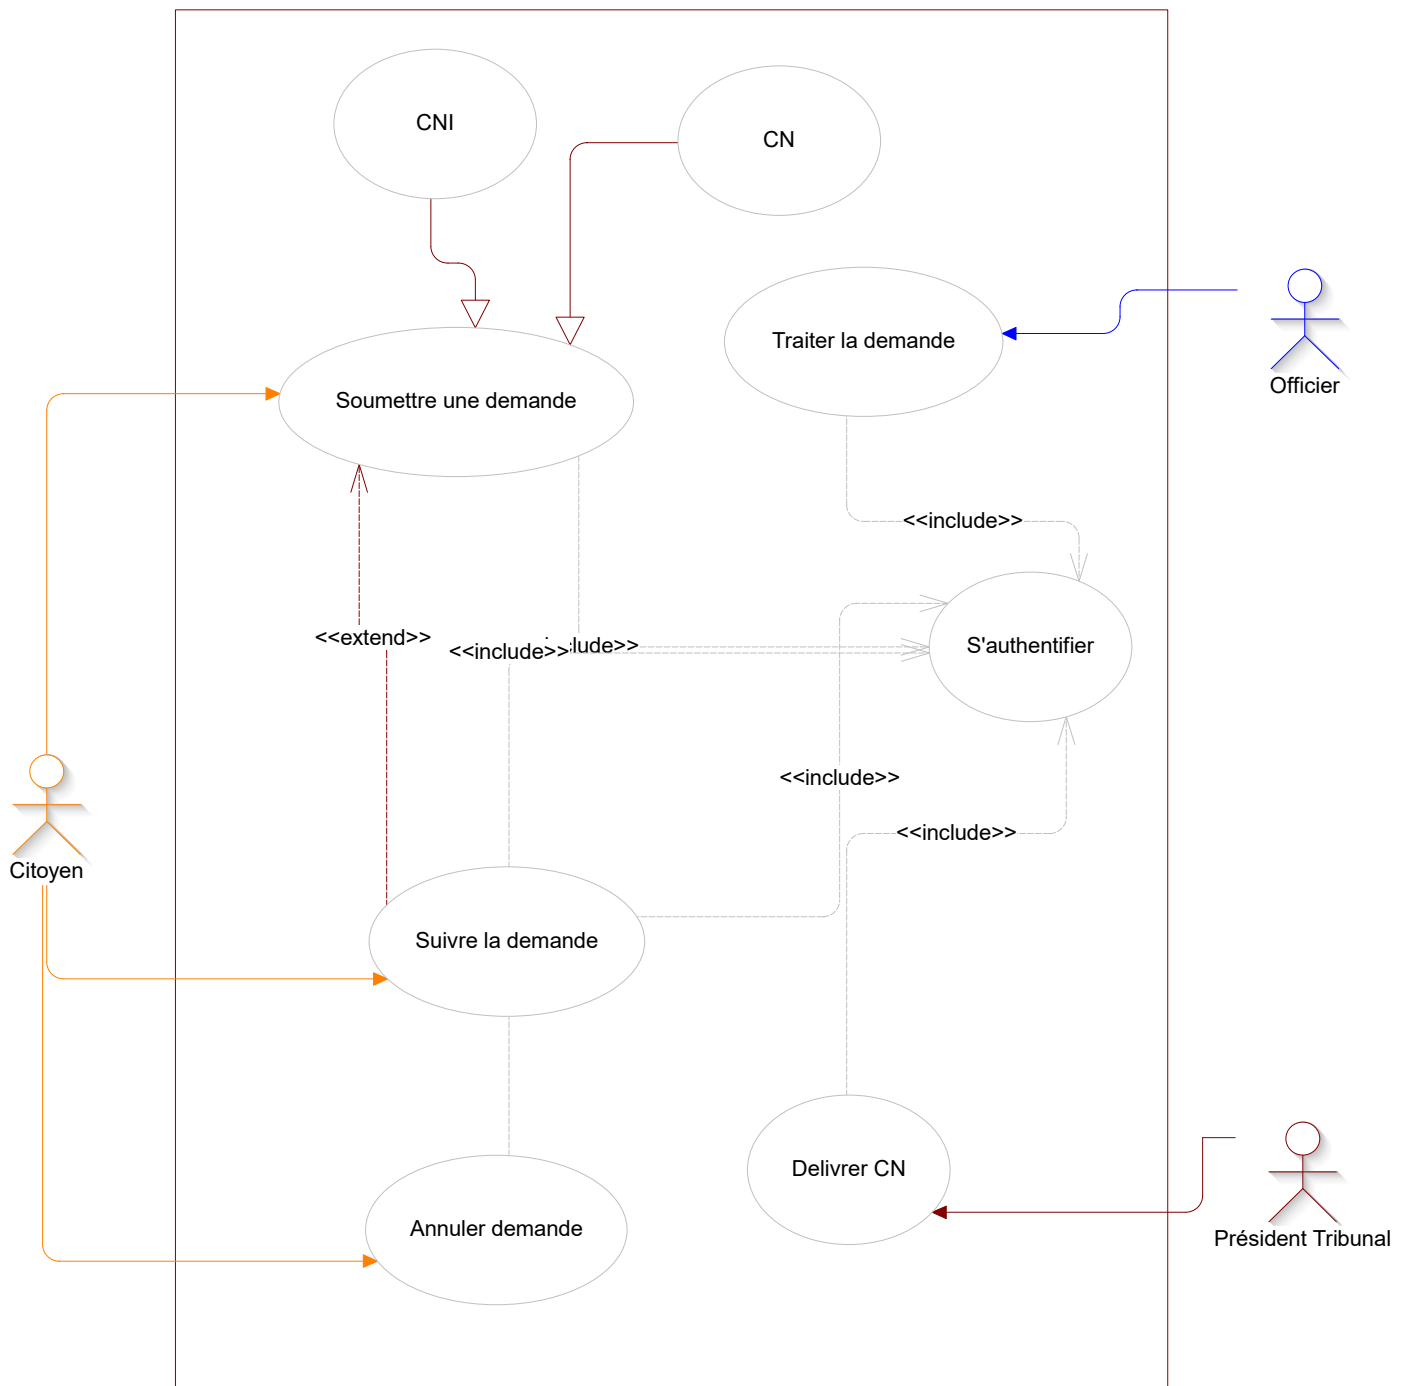 CNI
CN
Traiter la demande
Officier
Soumettre une demande
<<include>>
<<extend>>
<<include>>
lude>>
S'authentifier
<<include>>
<<include>>
Citoyen
Suivre la demande
Delivrer CN
Annuler demande
Président Tribunal